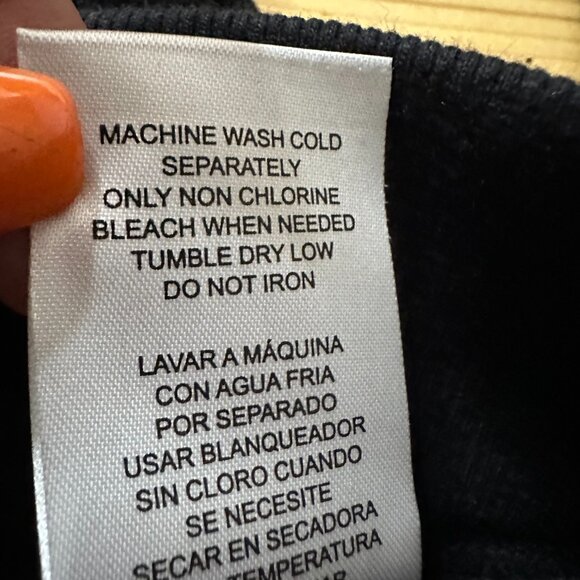 MACHINE WASH COLD
SEPARATELY
ONLY NON CHLORINE
BLEACH WHEN NEEDED
TUMBLE DRY LOW
DO NOT IRON
LAVAR A MÁQUINA
CON AGUA FRIA
POR SEPARADO
USAR BLANQUEADOR
SIN CLORO CUANDO
SE NECESITE
SECAR EN SECADORA
TEMPERATURA